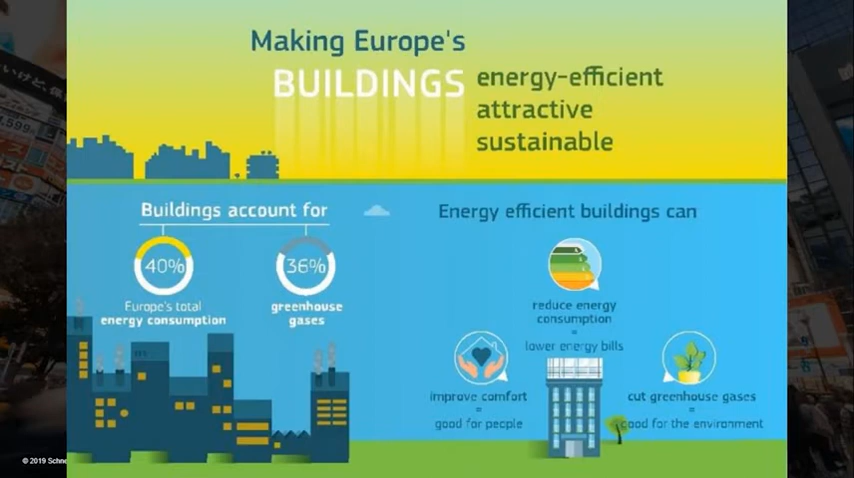 Making Europe's
BUILDINGS
energy-efficient
attractive
sustainable
Buildings account for
40%
Europe's total
energy consumption
36%
greenhouse
gases
Energy efficient buildings can
reduce energy
consumption
=
lower energy bills
improve comfort
=
good for people
cut greenhouse gases
=
good for the environment
© 2019